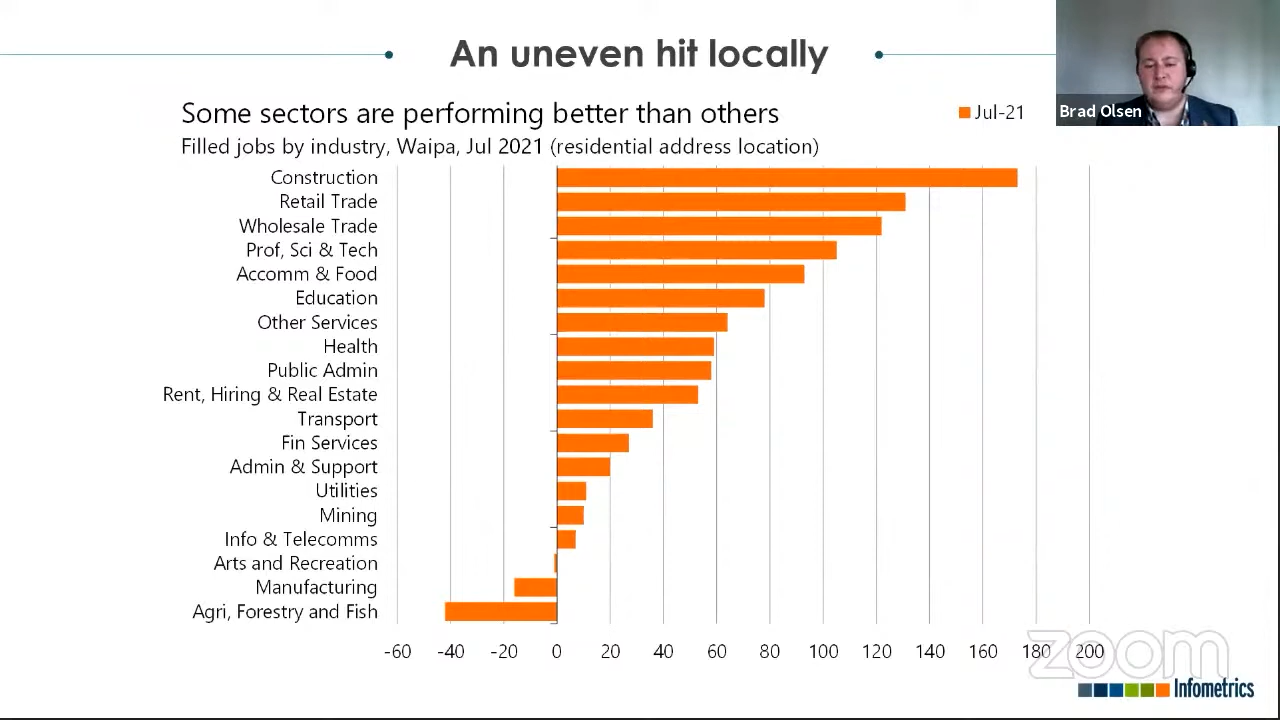 An uneven hit locally
Brad Olsen
Some sectors are performing better than others
Jul-21
Filled jobs by industry, Waipa, Jul 2021 (residential address location)
Construction
Retail Trade
Wholesale Trade
Prof, Sci & Tech
Accomm & Food
Education
Other Services
Health
Public Admin
Rent, Hiring & Real Estate
Transport
Fin Services
Admin & Support
Utilities
Mining
Info & Telecomms
Arts and Recreation
Manufacturing
Agri, Forestry and Fish
-60 -40 -20 0 20 40 60 80 100 120 140 160 180 200
zoom
Infometrics